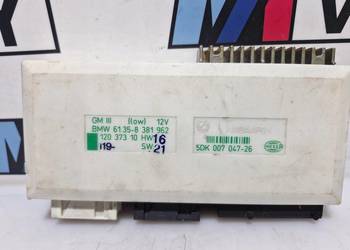 GM III (low) 12V
BMW 61.35-8 381 962
120 373 10 HW 16
i19- SW 21
5DK 007 047-26
HELLA